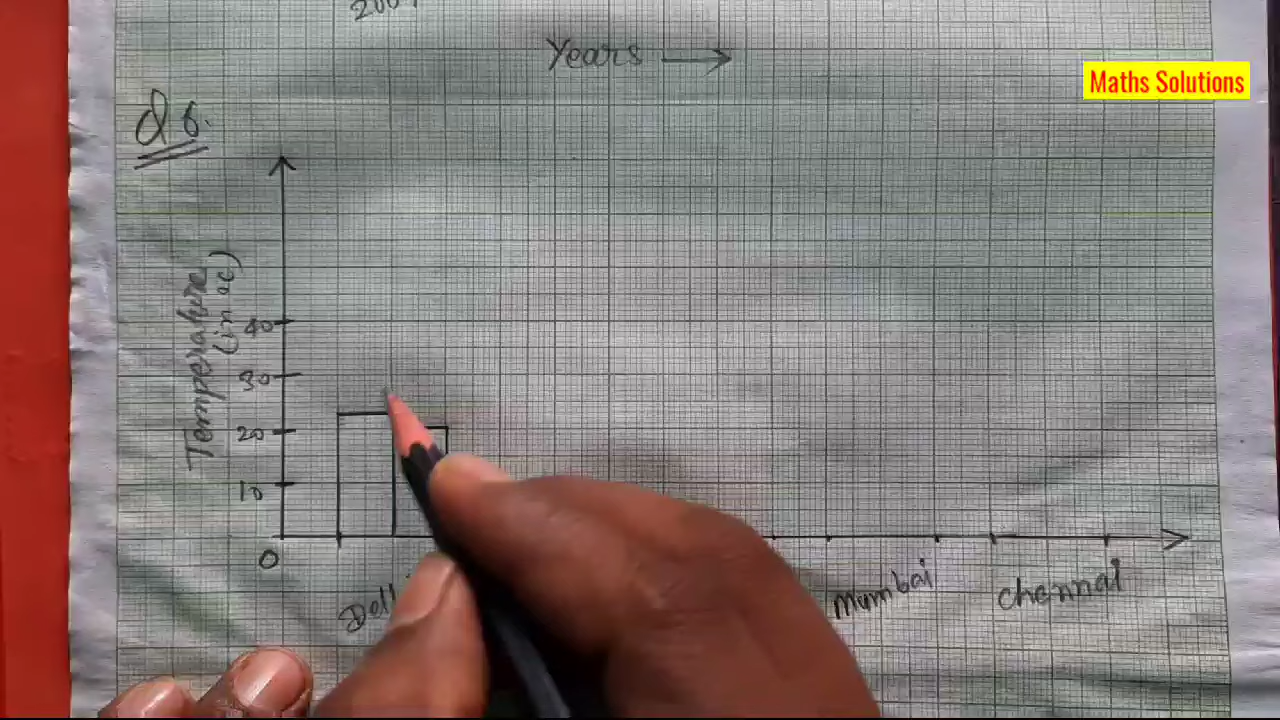 Years
Maths Solutions
Q6.
Temperature
(in °C)
40
30
20
10
0
Mumbai
Chennai